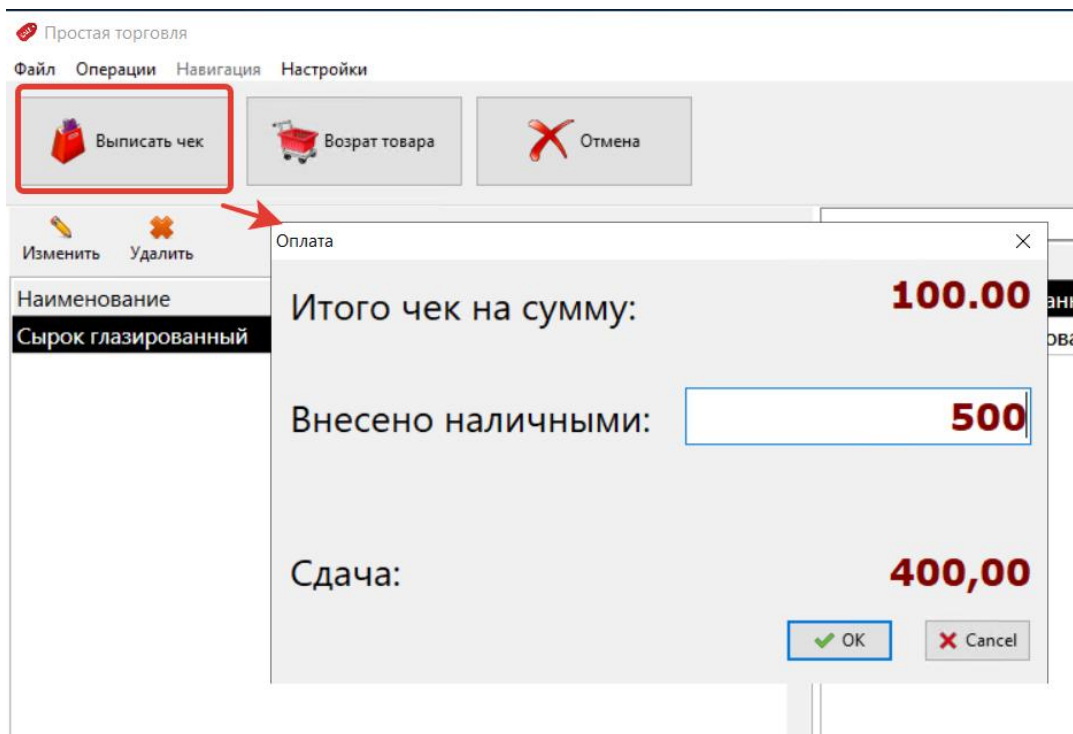 Простая торговля
Файл Операции Навигация Настройки
Выписать чек Возрат товара Отмена
Изменить Удалить
Оплата
Наименование
Сырок глазированный
Итого чек на сумму: 100.00
Внесено наличными: 500
Сдача: 400,00
OK Cancel